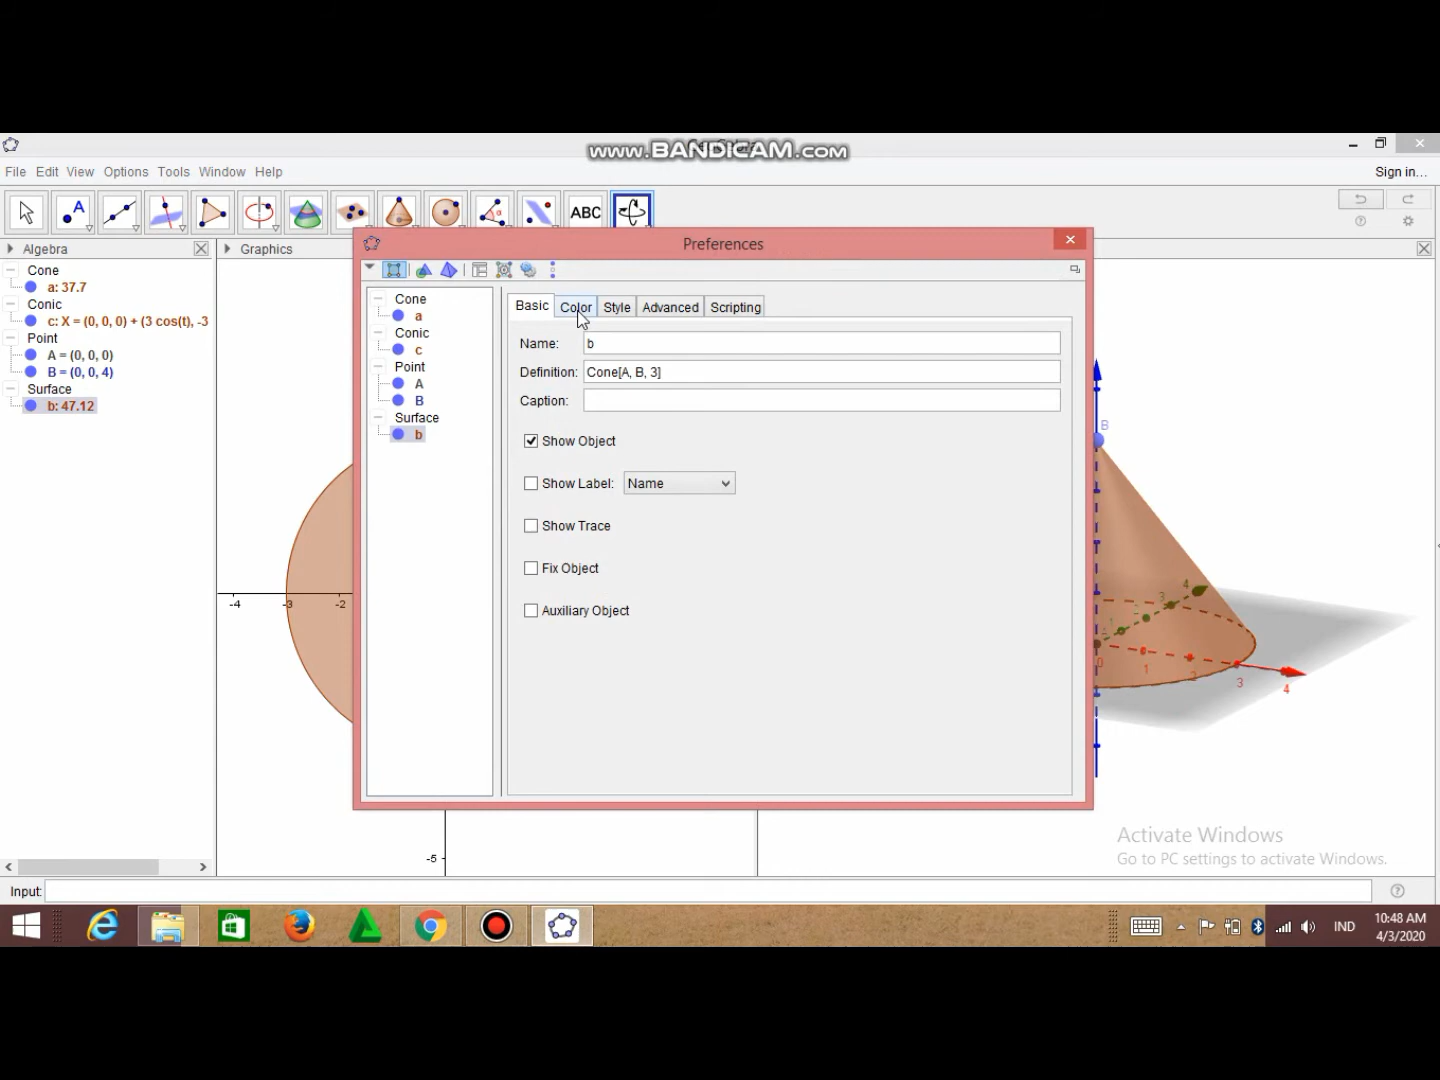 www.BANDICAM.com
File Edit View Options Tools Window Help
Sign in...
ABC
Algebra
Graphics
Cone
a: 37.7
Conic
c: X = (0, 0, 0) + (3 cos(t), -3
Point
A = (0, 0, 0)
B = (0, 0, 4)
Surface
b: 47.12
Preferences
Cone
a
Conic
c
Point
A
B
Surface
b
Basic Color Style Advanced Scripting
Name: b
Definition: Cone[A, B, 3]
Caption:
Show Object
Show Label: Name
Show Trace
Fix Object
Auxiliary Object
-4 -3 -2
-5
B
4
3
1
0
1
2
3
4
Activate Windows
Go to PC settings to activate Windows.
Input:
IND
10:48 AM
4/3/2020